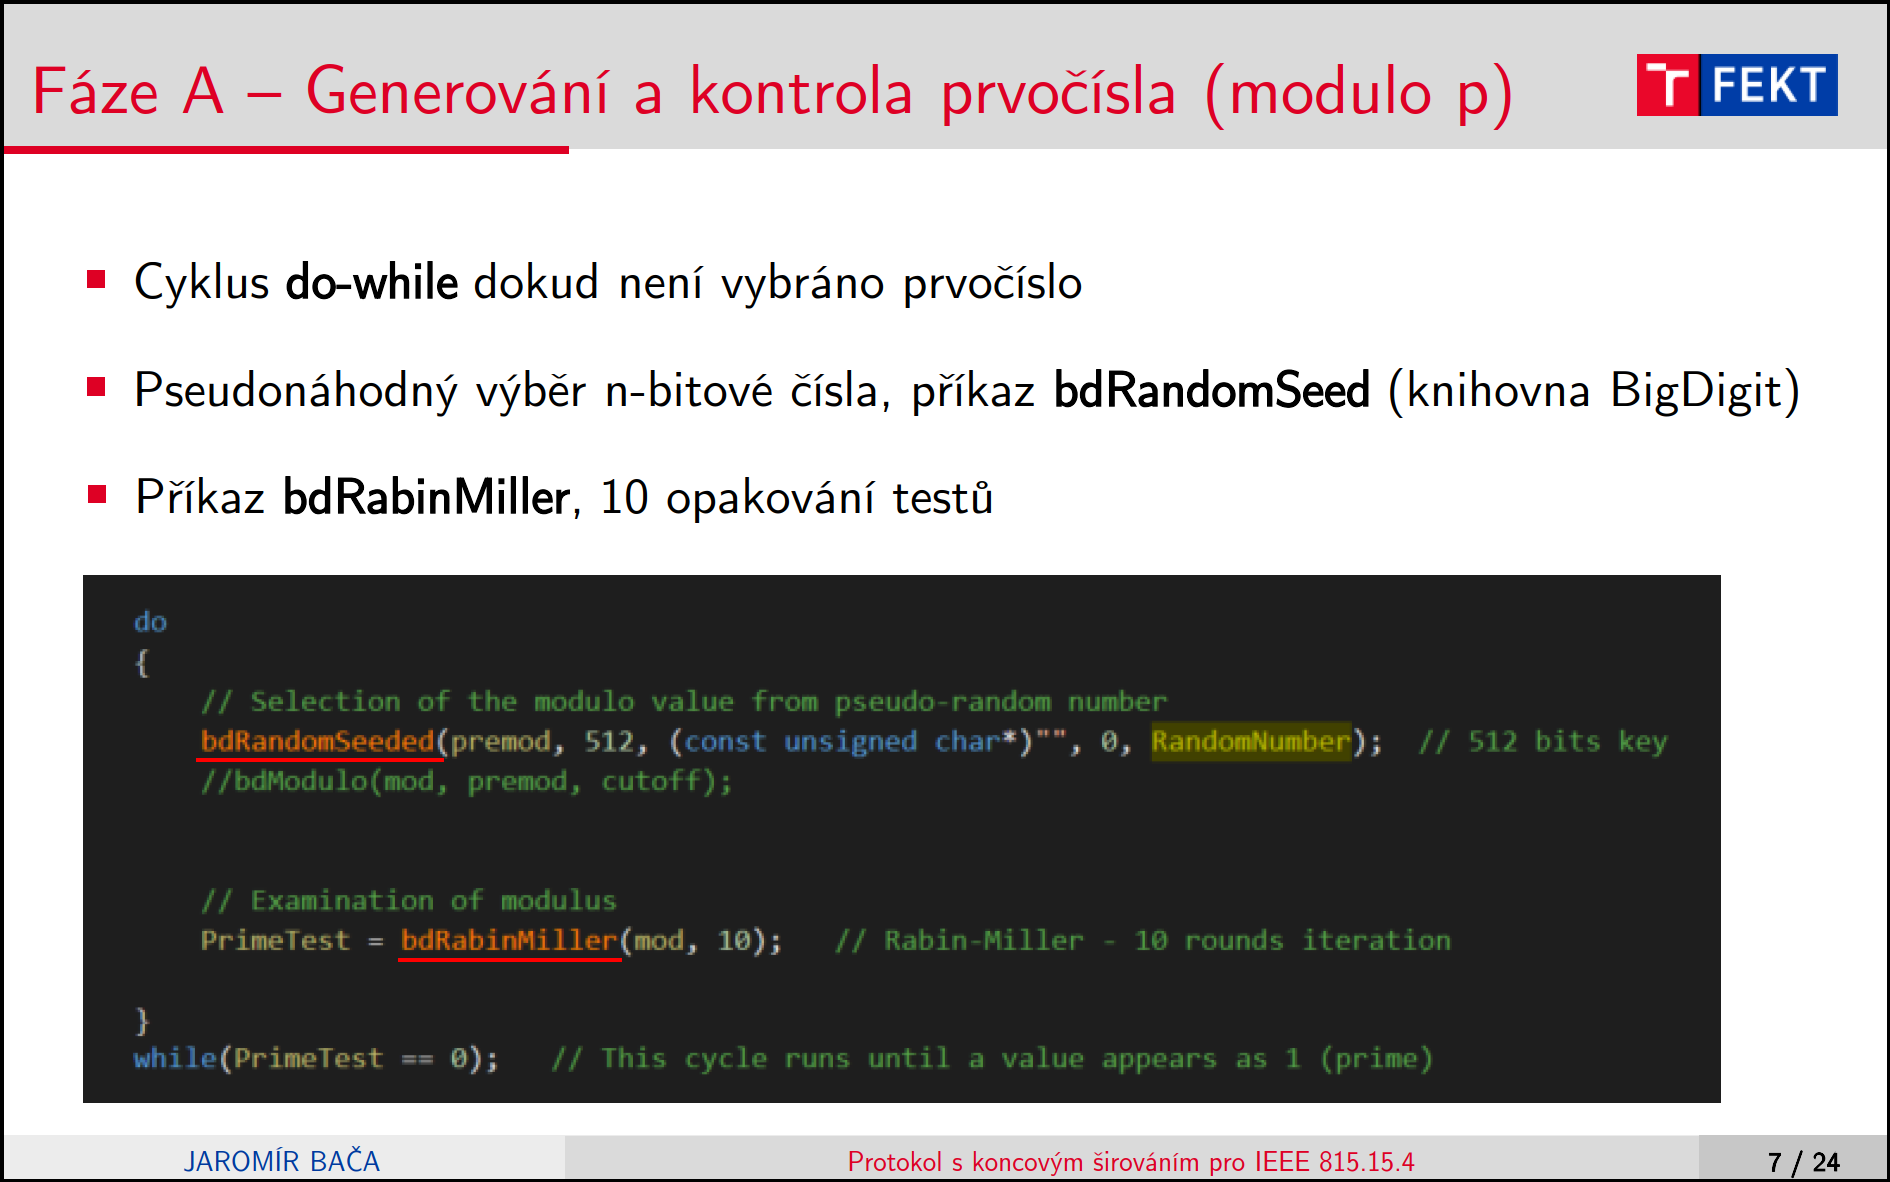 Fáze A – Generování a kontrola prvočísla (modulo p)
T FEKT
Cyklus do-while dokud není vybráno prvočíslo
Pseudonáhodný výběr n-bitové čísla, příkaz bdRandomSeed (knihovna BigDigit)
Příkaz bdRabinMiller, 10 opakování testů
do
{
// Selection of the modulo value from pseudo-random number
bdRandomSeeded(premod, 512, (const unsigned char*)"", 0, RandomNumber); // 512 bits key
//bdModulo(mod, premod, cutoff);
// Examination of modulus
PrimeTest = bdRabinMiller(mod, 10); // Rabin-Miller - 10 rounds iteration
}
while(PrimeTest == 0); // This cycle runs until a value appears as 1 (prime)
JAROMÍR BAČA
Protokol s koncovým širováním pro IEEE 815.15.4
7 / 24